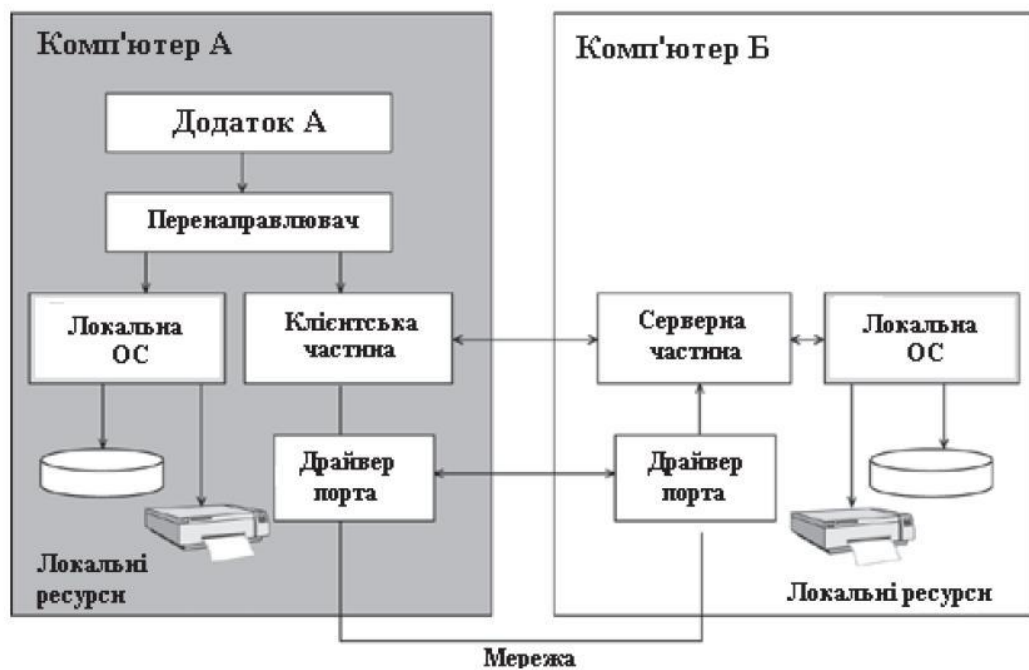 Комп'ютер А
Додаток А
Перенаправлювач
Локальна
ОС
Клієнтська
частина
Драйвер
порта
Локальні
ресурси
Комп'ютер Б
Серверна
частина
Локальна
ОС
Драйвер
порта
Локальні ресурси
Мережа